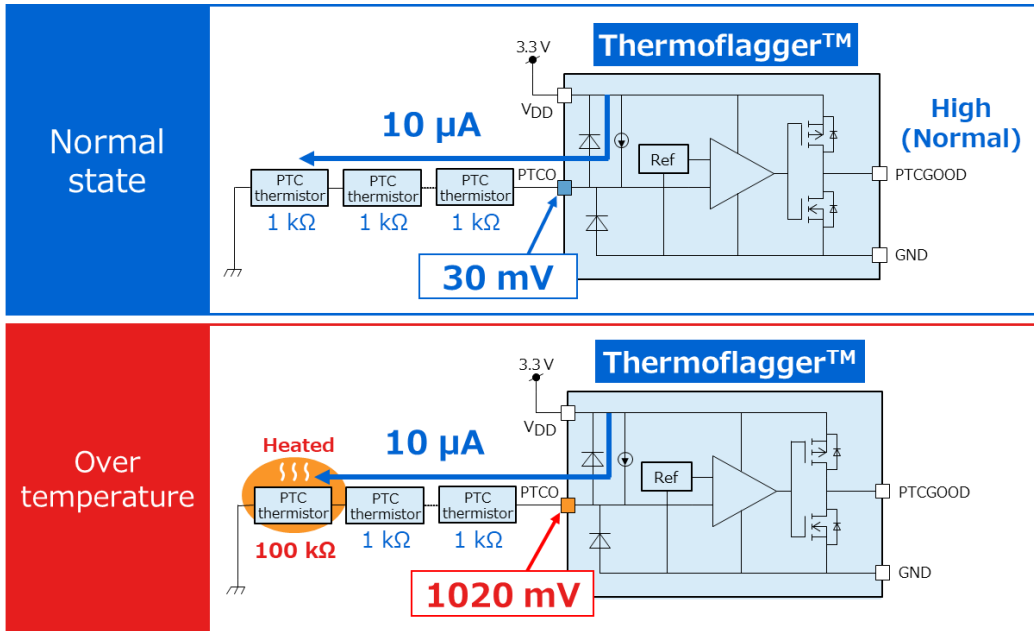 Normal
state
Thermoflagger™
3.3 V
VDD
10 µA
High
(Normal)
Ref
PTC
thermistor
PTC
thermistor
PTC
thermistor
PTCO
PTCGOOD
1 kΩ
1 kΩ
1 kΩ
GND
30 mV
Over
temperature
Thermoflagger™
3.3 V
VDD
Heated
10 µA
Ref
PTC
thermistor
PTC
thermistor
PTC
thermistor
PTCO
PTCGOOD
100 kΩ
1 kΩ
1 kΩ
GND
1020 mV